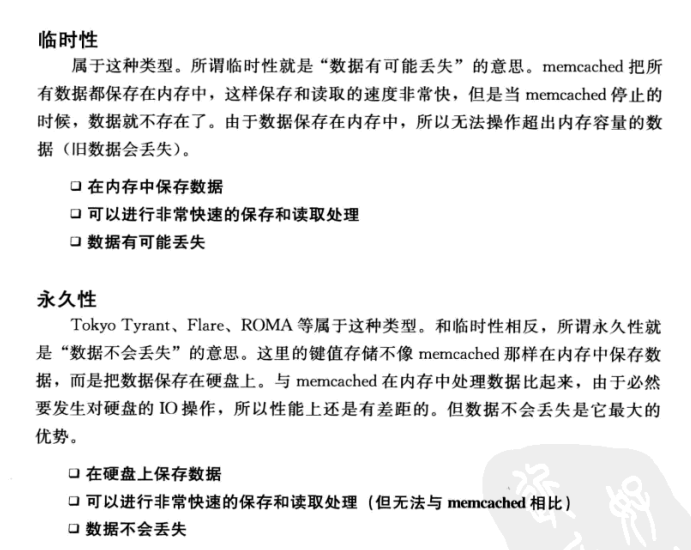 临时性
属于这种类型。所谓临时性就是“数据有可能丢失”的意思。memcached 把所
有数据都保存在内存中，这样保存和读取的速度非常快，但是当 memcached 停止的
时候，数据就不存在了。由于数据保存在内存中，所以无法操作超出内存容量的数
据（旧数据会丢失）。
□ 在内存中保存数据
□ 可以进行非常快速的保存和读取处理
□ 数据有可能丢失
永久性
Tokyo Tyrant、Flare、ROMA 等属于这种类型。和临时性相反，所谓永久性就
是“数据不会丢失”的意思。这里的键值存储不像 memcached 那样在内存中保存数
据，而是把数据保存在硬盘上。与 memcached 在内存中处理数据比起来，由于必然
要发生对硬盘的 IO 操作，所以性能上还是有差距的。但数据不会丢失是它最大的
优势。
□ 在硬盘上保存数据
□ 可以进行非常快速的保存和读取处理（但无法与 memcached 相比）
□ 数据不会丢失